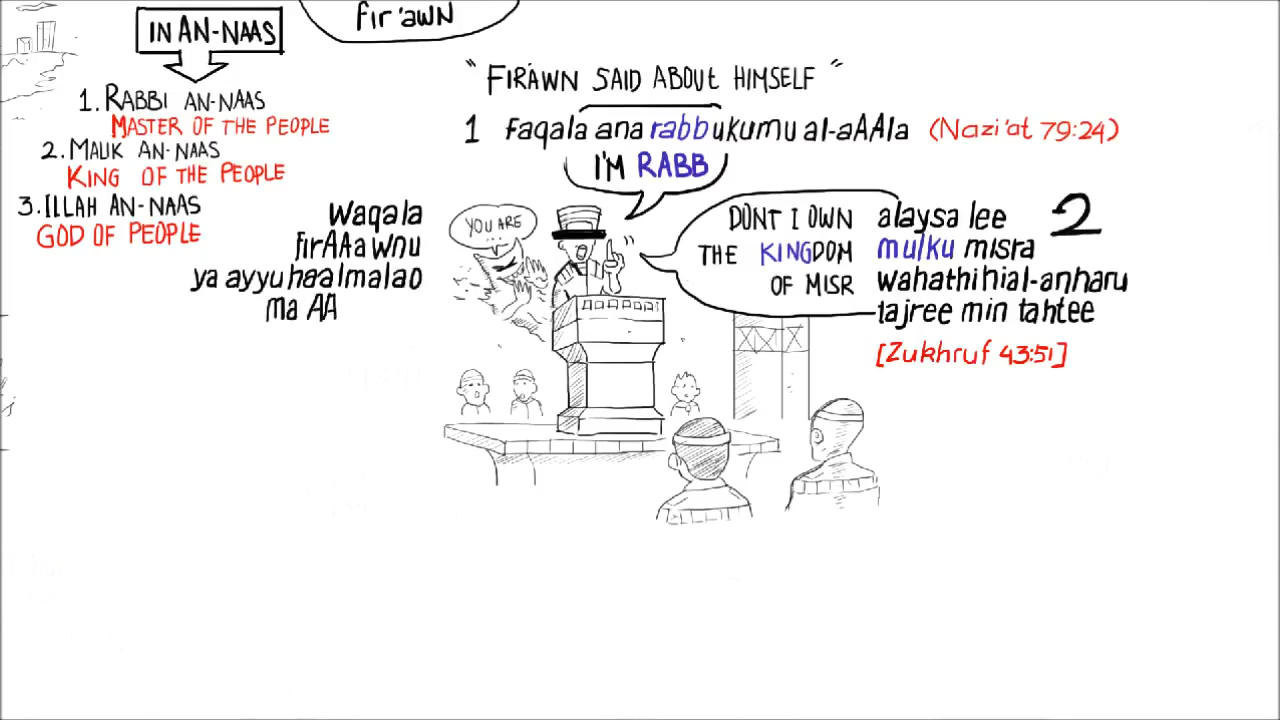 fir'awn
IN AN-NAAS
1. RABBI AN-NAAS
MASTER OF THE PEOPLE
2. MALIK AN-NAAS
KING OF THE PEOPLE
3. ILLAH AN-NAAS
GOD OF PEOPLE
"FIR'AWN SAID ABOUT HIMSELF"
1 faqala ana rabbukumu al-aAAla (Nazi'at 79:24)
I'M RABB
Waqala
firAAawnu
ya ayyuhaalmalao
ma AA
YOU ARE
...
DONT I OWN
THE KINGDOM
OF MISR
alaysa lee 2
mulku misra
wahathihial-anharu
tajree min tahtee
[Zukhruf 43:51]